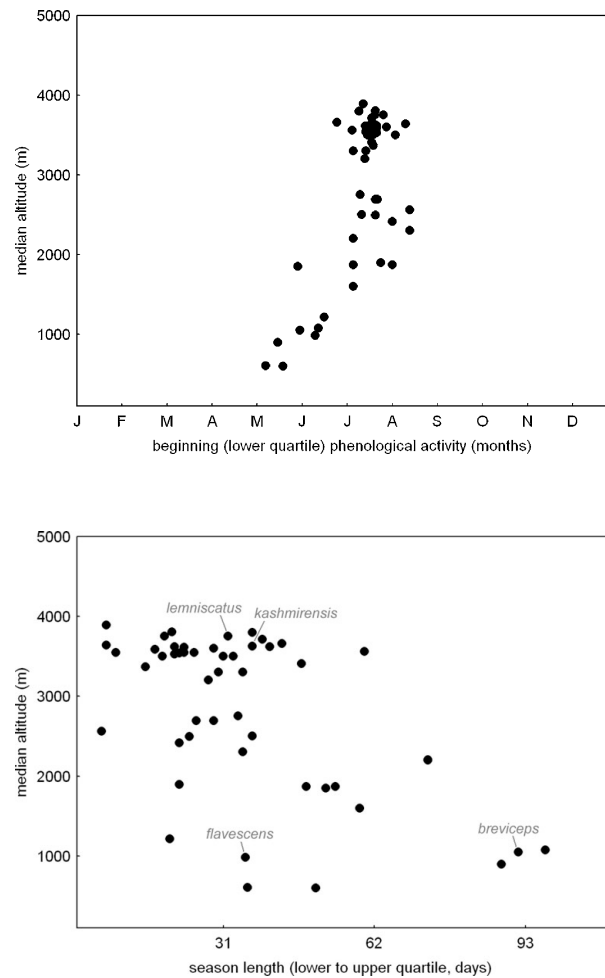 5000
4000
3000
2000
1000
median altitude (m)
J F M A M J J A S O N D
beginning (lower quartile) phenological activity (months)
5000
4000
3000
2000
1000
median altitude (m)
lemniscatus
kashmirensis
flavescens
breviceps
31 62 93
season length (lower to upper quartile, days)